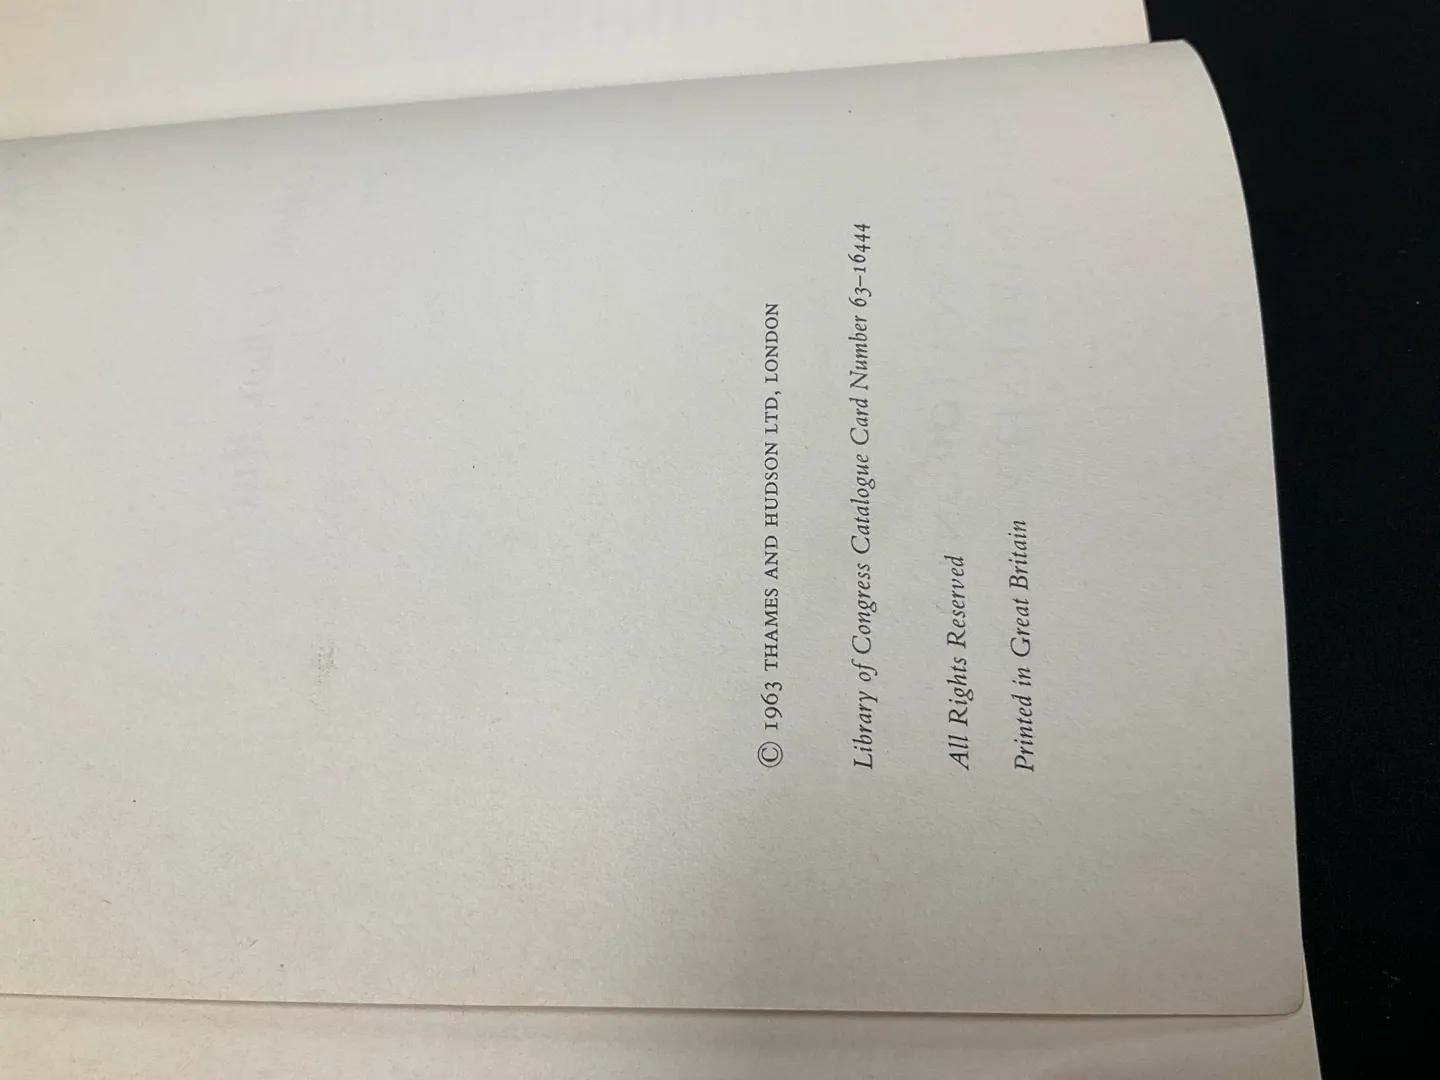 © 1963 THAMES AND HUDSON LTD, LONDON
Library of Congress Catalogue Card Number 63–16444
All Rights Reserved
Printed in Great Britain